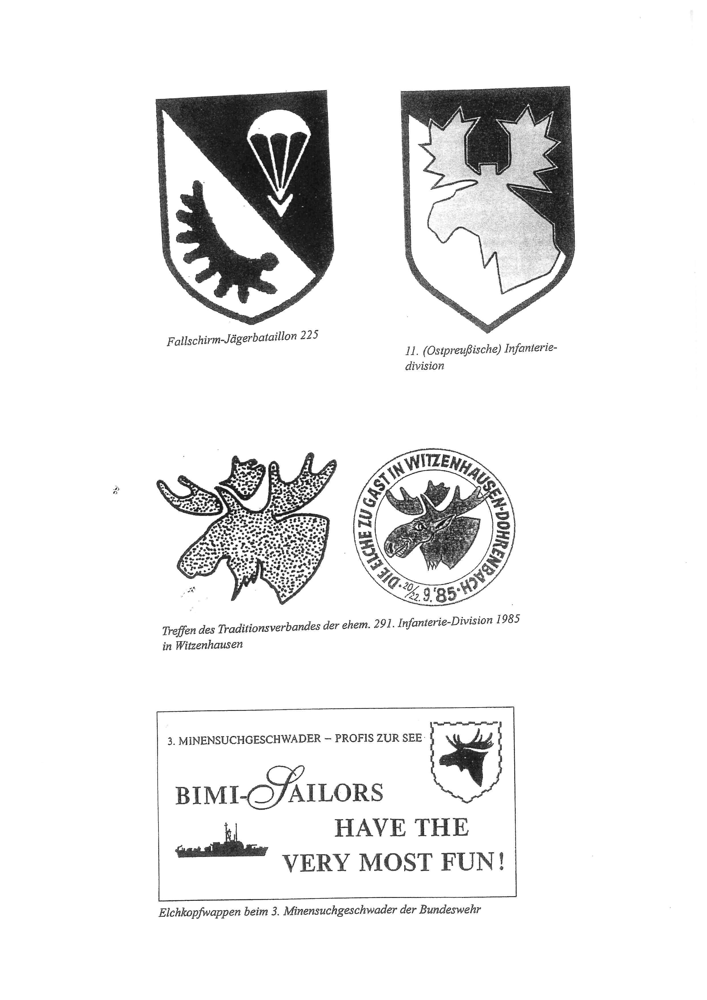 Fallschirm-Jägerbataillon 225
11. (Ostpreußische) Infanterie-
division
DIE ELCHE ZU GAST IN WITZENHAUSEN-DOHRENBACH · 20/22. 9. '85 ·
Treffen des Traditionsverbandes der ehem. 291. Infanterie-Division 1985
in Witzenhausen
3. MINENSUCHGESCHWADER – PROFIS ZUR SEE
BIMI-SAILORS
HAVE THE
VERY MOST FUN!
Elchkopfwappen beim 3. Minensuchgeschwader der Bundeswehr